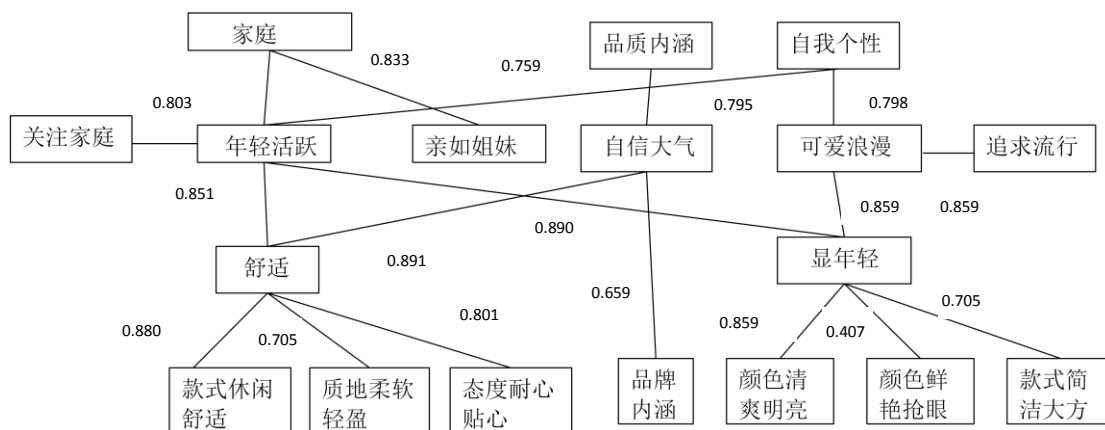 家庭
品质内涵
自我个性
0.833
0.759
0.803
0.795
0.798
关注家庭
年轻活跃
亲如姐妹
自信大气
可爱浪漫
追求流行
0.851
0.859
0.859
0.890
舒适
0.891
显年轻
0.659
0.705
0.880
0.705
0.801
0.859
0.407
款式休闲
舒适
质地柔软
轻盈
态度耐心
贴心
品牌
内涵
颜色清
爽明亮
颜色鲜
艳抢眼
款式简
洁大方